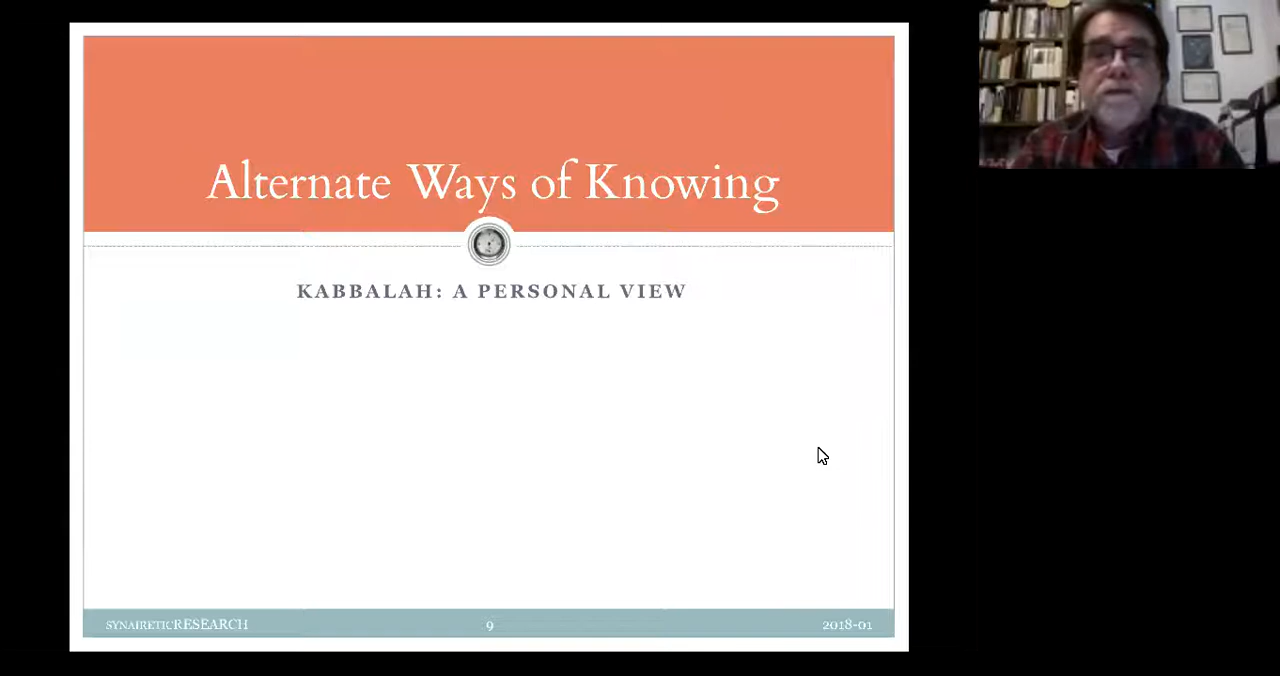 Alternate Ways of Knowing
KABBALAH: A PERSONAL VIEW
SYNAIRETICRESEARCH
9
2018-01